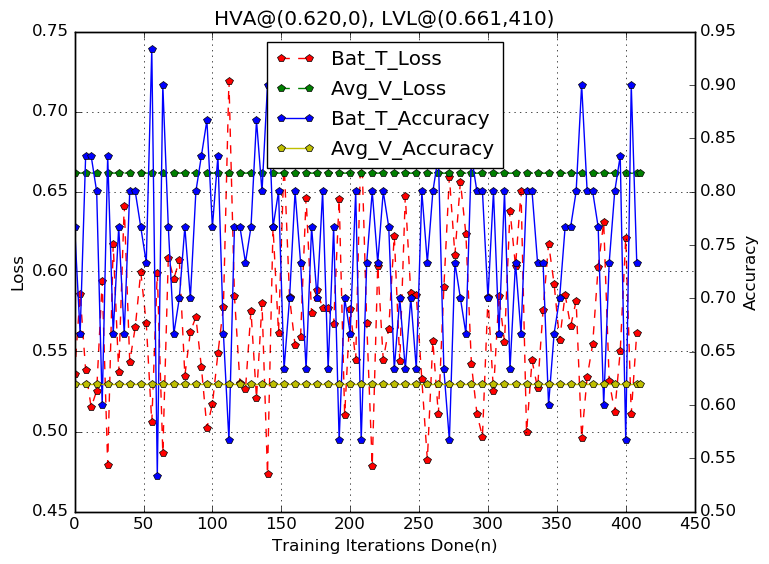 HVA@(0.620,0), LVL@(0.661,410)
0.75
0.70
0.65
0.60
0.55
0.50
0.45
Loss
Bat_T_Loss
Avg_V_Loss
Bat_T_Accuracy
Avg_V_Accuracy
0.95
0.90
0.85
0.80
0.75
0.70
0.65
0.60
0.55
0.50
Accuracy
0 50 100 150 200 250 300 350 400 450
Training Iterations Done(n)